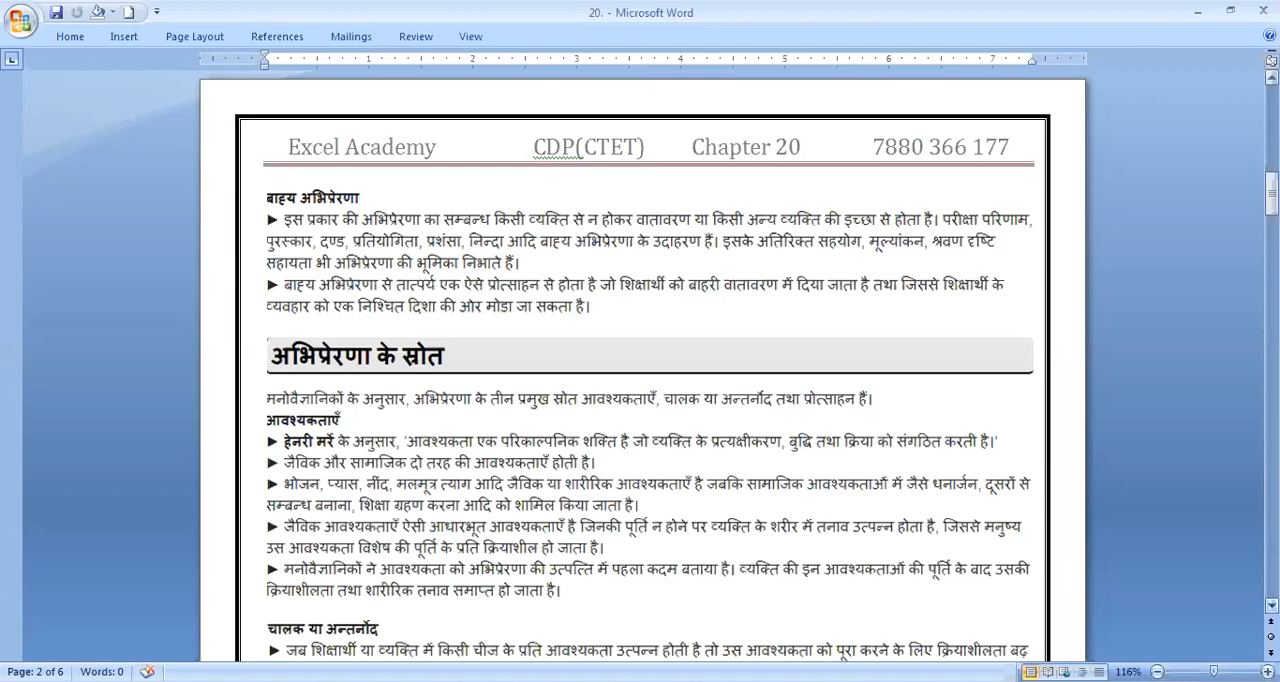 20. - Microsoft Word
Home Insert Page Layout References Mailings Review View
1 2 3 4 5 6 7
Excel Academy CDP(CTET) Chapter 20 7880 366 177
बाह्य अभिप्रेरणा
► इस प्रकार की अभिप्रेरणा का सम्बन्ध किसी व्यक्ति से न होकर वातावरण या किसी अन्य व्यक्ति की इच्छा से होता है। परीक्षा परिणाम,
पुरस्कार, दण्ड, प्रतियोगिता, प्रशंसा, निन्दा आदि बाह्य अभिप्रेरणा के उदाहरण हैं। इसके अतिरिक्त सहयोग, मूल्यांकन, श्रवण दृष्टि
सहायता भी अभिप्रेरणा की भूमिका निभाते हैं।
► बाह्य अभिप्रेरणा से तात्पर्य एक ऐसे प्रोत्साहन से होता है जो शिक्षार्थी को बाहरी वातावरण में दिया जाता है तथा जिससे शिक्षार्थी के
व्यवहार को एक निश्चित दिशा की ओर मोडा जा सकता है।
अभिप्रेरणा के स्रोत
मनोवैज्ञानिकों के अनुसार, अभिप्रेरणा के तीन प्रमुख स्रोत आवश्यकताएँ, चालक या अन्तर्नोद तथा प्रोत्साहन हैं।
आवश्यकताएँ
► हेनरी मर्रे के अनुसार, 'आवश्यकता एक परिकाल्पनिक शक्ति है जो व्यक्ति के प्रत्यक्षीकरण, बुद्धि तथा क्रिया को संगठित करती है।'
► जैविक और सामाजिक दो तरह की आवश्यकताएँ होती है।
► भोजन, प्यास, नींद, मलमूत्र त्याग आदि जैविक या शारीरिक आवश्यकताएँ है जबकि सामाजिक आवश्यकताओं में जैसे धनार्जन, दूसरों से
सम्बन्ध बनाना, शिक्षा ग्रहण करना आदि को शामिल किया जाता है।
► जैविक आवश्यकताएँ ऐसी आधारभूत आवश्यकताएँ है जिनकी पूर्ति न होने पर व्यक्ति के शरीर में तनाव उत्पन्न होता है, जिससे मनुष्य
उस आवश्यकता विशेष की पूर्ति के प्रति क्रियाशील हो जाता है।
► मनोवैज्ञानिकों ने आवश्यकता को अभिप्रेरणा की उत्पत्ति में पहला कदम बताया है। व्यक्ति की इन आवश्यकताओं की पूर्ति के बाद उसकी
क्रियाशीलता तथा शारीरिक तनाव समाप्त हो जाता है।
चालक या अन्तर्नोद
► जब शिक्षार्थी या व्यक्ति में किसी चीज के प्रति आवश्यकता उत्पन्न होती है तो उस आवश्यकता को पूरा करने के लिए क्रियाशीलता बढ़
Page: 2 of 6 Words: 0 116%